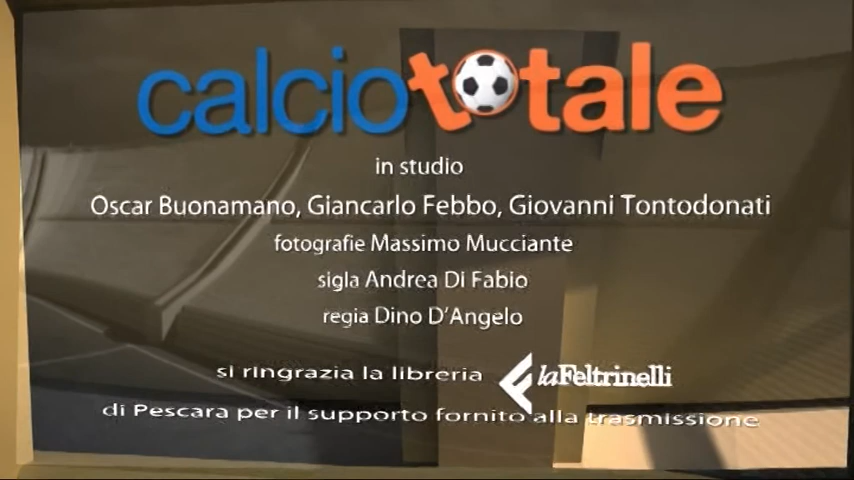 calciototale
in studio
Oscar Buonamano, Giancarlo Febbo, Giovanni Tontodonati
fotografie Massimo Mucciante
sigla Andrea Di Fabio
regia Dino D'Angelo
si ringrazia la libreria laFeltrinelli
di Pescara per il supporto fornito alla trasmissione